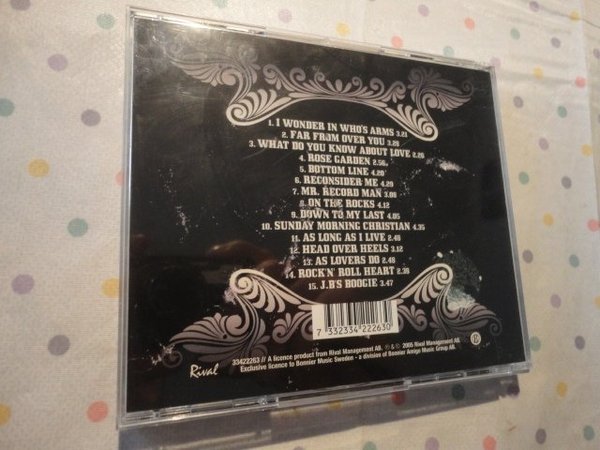 1. I WONDER IN WHO'S ARMS 3.21
2. FAR FROM OVER YOU 3.28
3. WHAT DO YOU KNOW ABOUT LOVE 2.26
4. ROSE GARDEN 2.56
5. BOTTOM LINE 4.20
6. RECONSIDER ME 4.29
7. MR. RECORD MAN 3.08
8. ON THE ROCKS 4.12
9. DOWN TO MY LAST 4.05
10. SUNDAY MORNING CHRISTIAN 4.35
11. AS LONG AS I LIVE 2.48
12. HEAD OVER HEELS 3.12
13. AS LOVERS DO 2.48
14. ROCK'N' ROLL HEART 2.36
15. J.B'S BOOGIE 3.47
7 332334 222630
Rival
33422263 // A licence product from Rival Management AB. ℗ & © 2005 Rival Management AB.
Exclusive licence to Bonnier Music Sweden - a division of Bonnier Amigo Music Group AB.